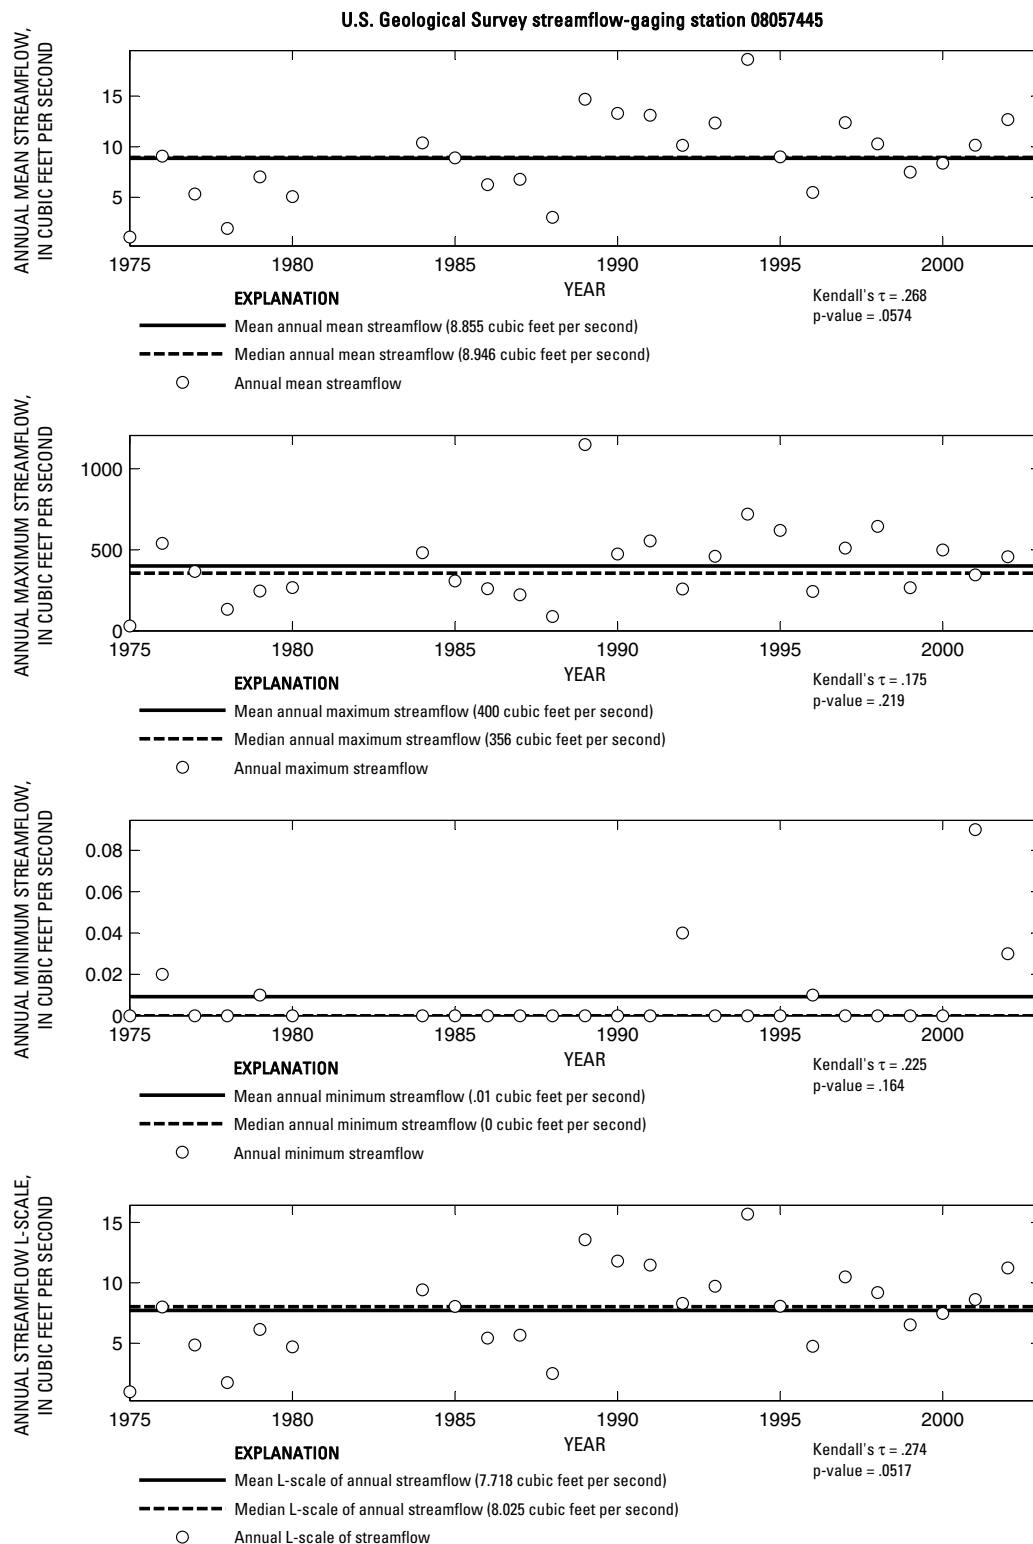 U.S. Geological Survey streamflow-gaging station 08057445
ANNUAL MEAN STREAMFLOW,
IN CUBIC FEET PER SECOND
15
10
5
1975 1980 1985 1990 1995 2000
YEAR
EXPLANATION
Mean annual mean streamflow (8.855 cubic feet per second)
Median annual mean streamflow (8.946 cubic feet per second)
Annual mean streamflow
Kendall's τ = .268
p-value = .0574
ANNUAL MAXIMUM STREAMFLOW,
IN CUBIC FEET PER SECOND
1000
500
0
1975 1980 1985 1990 1995 2000
YEAR
EXPLANATION
Mean annual maximum streamflow (400 cubic feet per second)
Median annual maximum streamflow (356 cubic feet per second)
Annual maximum streamflow
Kendall's τ = .175
p-value = .219
ANNUAL MINIMUM STREAMFLOW,
IN CUBIC FEET PER SECOND
0.08
0.06
0.04
0.02
0
1975 1980 1985 1990 1995 2000
YEAR
EXPLANATION
Mean annual minimum streamflow (.01 cubic feet per second)
Median annual minimum streamflow (0 cubic feet per second)
Annual minimum streamflow
Kendall's τ = .225
p-value = .164
ANNUAL STREAMFLOW L-SCALE,
IN CUBIC FEET PER SECOND
15
10
5
1975 1980 1985 1990 1995 2000
YEAR
EXPLANATION
Mean L-scale of annual streamflow (7.718 cubic feet per second)
Median L-scale of annual streamflow (8.025 cubic feet per second)
Annual L-scale of streamflow
Kendall's τ = .274
p-value = .0517